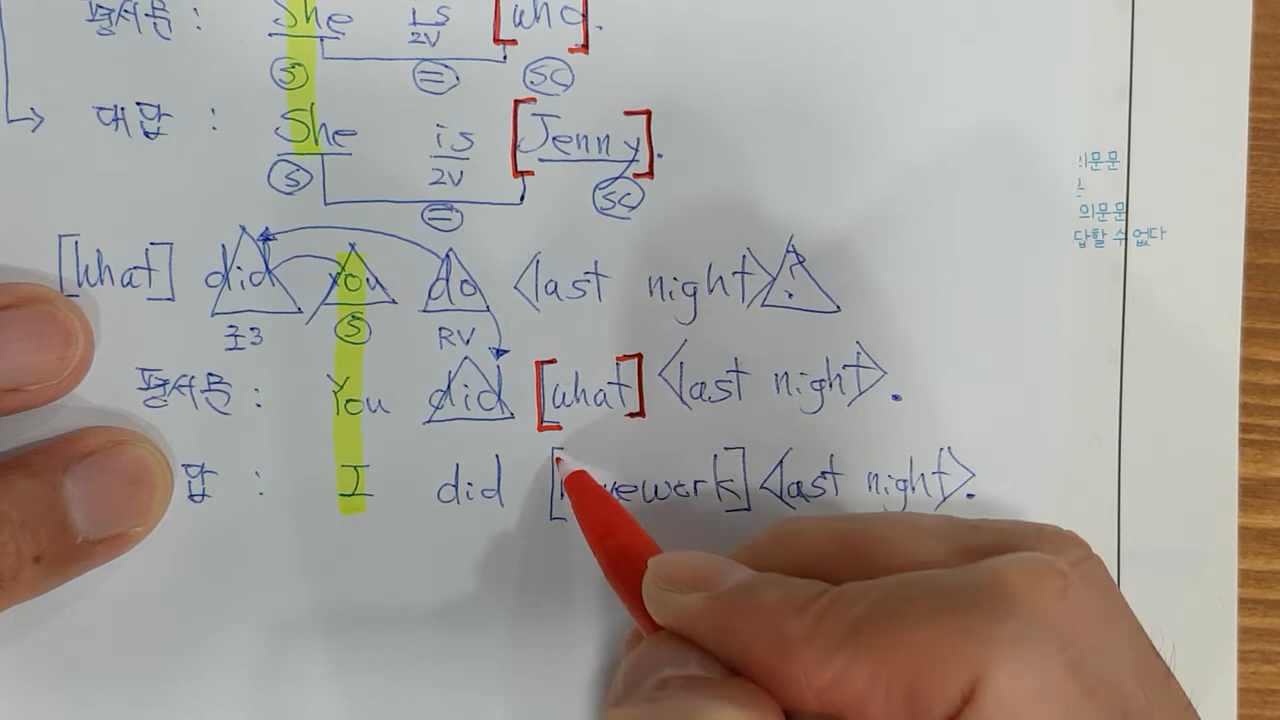 평서문 : She is [who].
2V
S = SC
대답 : She is [Jenny].
S 2V SC
=
[What] did you do <last night>?
조3 S RV
평서문 : You did [what] <last night>.
답 : I did [homework] <last night>.
의문문
의문문
답할 수 없다